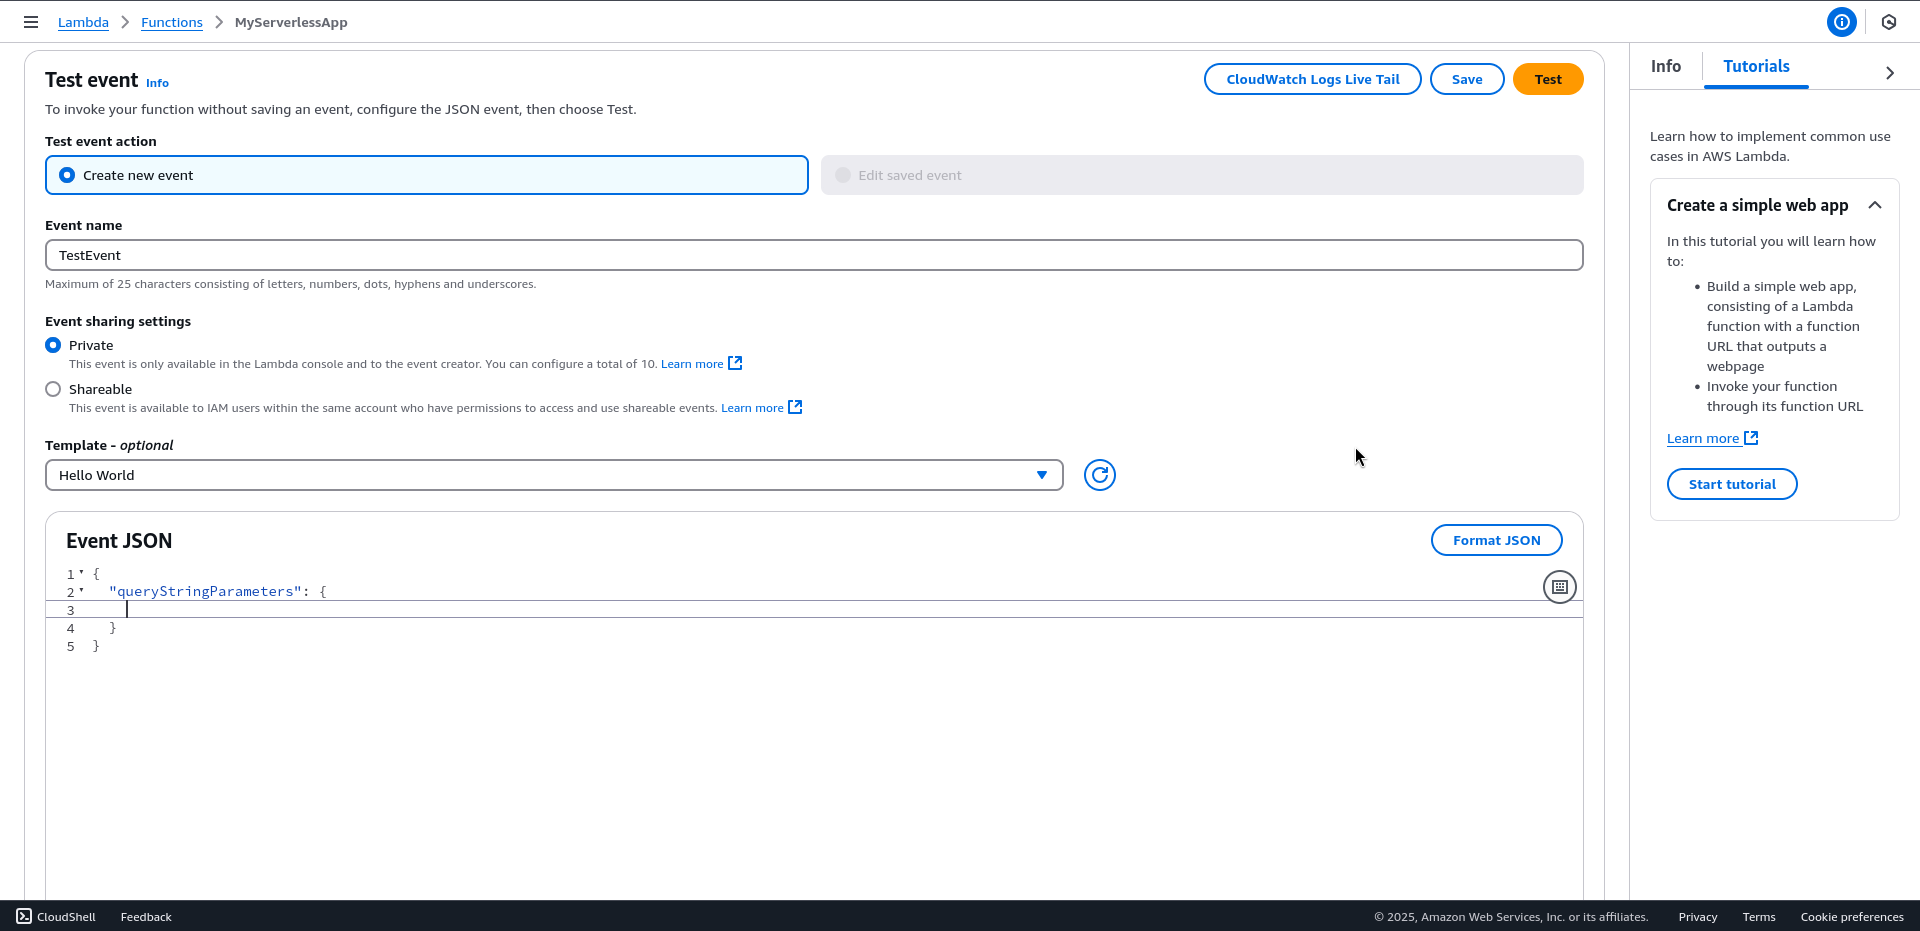 Lambda > Functions > MyServerlessApp
Test event Info
CloudWatch Logs Live Tail
Save
Test
To invoke your function without saving an event, configure the JSON event, then choose Test.
Test event action
Create new event
Edit saved event
Event name
TestEvent
Maximum of 25 characters consisting of letters, numbers, dots, hyphens and underscores.
Event sharing settings
Private
This event is only available in the Lambda console and to the event creator. You can configure a total of 10. Learn more
Shareable
This event is available to IAM users within the same account who have permissions to access and use shareable events. Learn more
Template - optional
Hello World
Event JSON
Format JSON
1 {
2 "queryStringParameters": {
3
4 }
5 }
Info
Tutorials
Learn how to implement common use
cases in AWS Lambda.
Create a simple web app
In this tutorial you will learn how
to:
• Build a simple web app,
consisting of a Lambda
function with a function
URL that outputs a
webpage
• Invoke your function
through its function URL
Learn more
Start tutorial
CloudShell
Feedback
© 2025, Amazon Web Services, Inc. or its affiliates.
Privacy
Terms
Cookie preferences